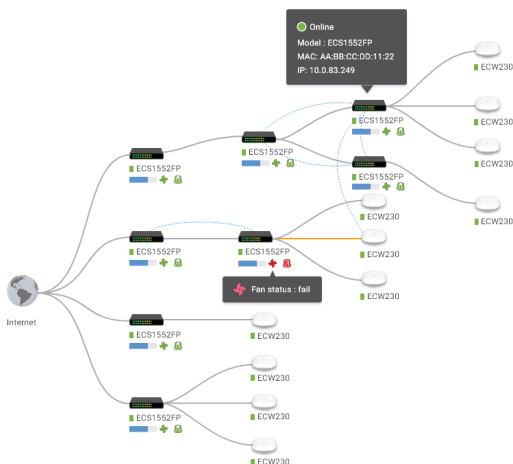 Online
Model : ECS1552FP
MAC: AA:BB:CC:DD:11:22
IP: 10.0.83.249
ECW230
ECS1552FP
ECW230
ECS1552FP
ECW230
ECS1552FP
ECS1552FP
ECW230
ECW230
ECS1552FP
ECS1552FP
ECW230
Fan status : fail
ECW230
Internet
ECS1552FP
ECW230
ECW230
ECS1552FP
ECW230
ECW230